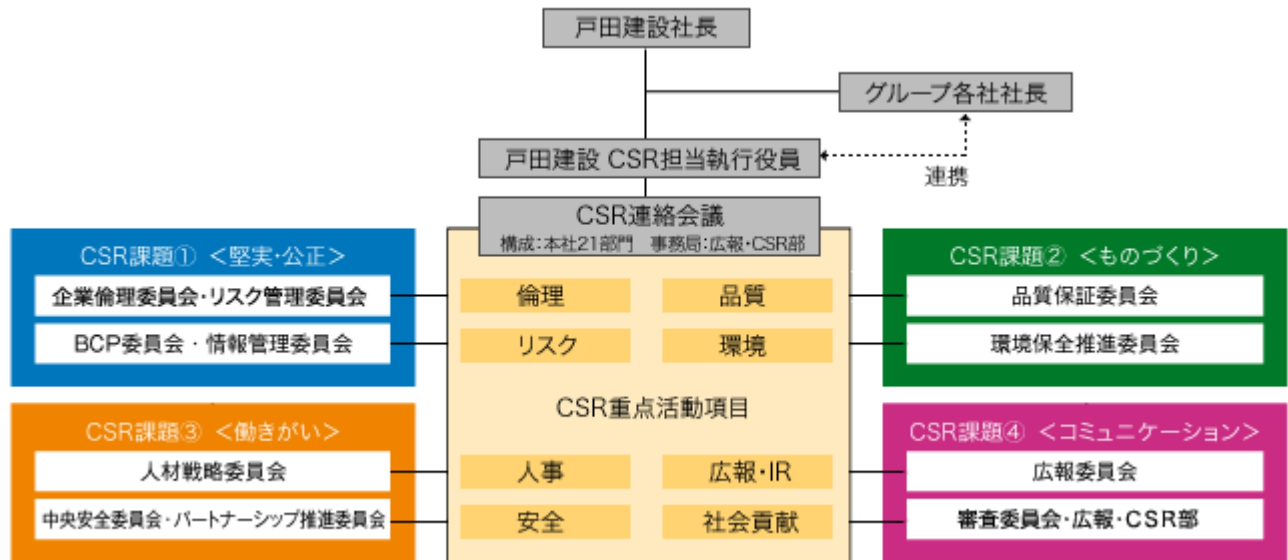 戸田建設社長
グループ各社社長
戸田建設 CSR担当執行役員
連携
CSR連絡会議
構成:本社21部門 事務局:広報・CSR部
CSR課題① <堅実・公正>
企業倫理委員会・リスク管理委員会
BCP委員会・情報管理委員会
CSR課題② <ものづくり>
品質保証委員会
環境保全推進委員会
倫理
品質
リスク
環境
CSR重点活動項目
人事
広報・IR
安全
社会貢献
CSR課題③ <働きがい>
人材戦略委員会
中央安全委員会・パートナーシップ推進委員会
CSR課題④ <コミュニケーション>
広報委員会
審査委員会・広報・CSR部